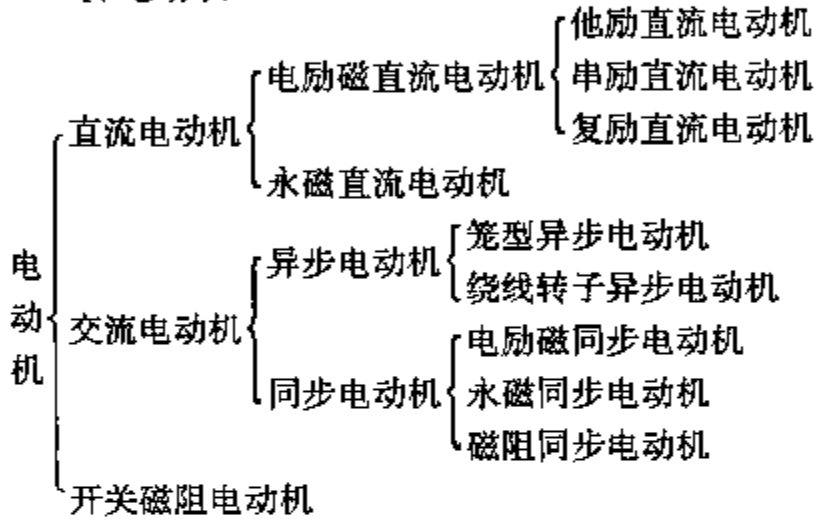 电动机
直流电动机
电励磁直流电动机
他励直流电动机
串励直流电动机
复励直流电动机
永磁直流电动机
交流电动机
异步电动机
笼型异步电动机
绕线转子异步电动机
同步电动机
电励磁同步电动机
永磁同步电动机
磁阻同步电动机
开关磁阻电动机